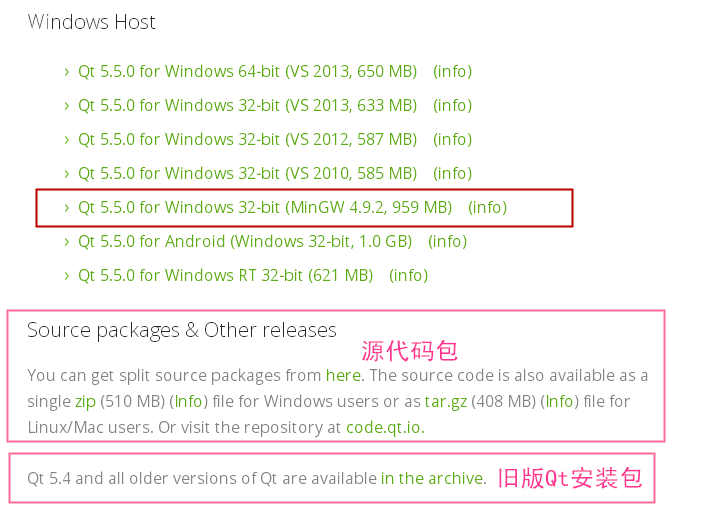 Windows Host
› Qt 5.5.0 for Windows 64-bit (VS 2013, 650 MB) (info)
› Qt 5.5.0 for Windows 32-bit (VS 2013, 633 MB) (info)
› Qt 5.5.0 for Windows 32-bit (VS 2012, 587 MB) (info)
› Qt 5.5.0 for Windows 32-bit (VS 2010, 585 MB) (info)
› Qt 5.5.0 for Windows 32-bit (MinGW 4.9.2, 959 MB) (info)
› Qt 5.5.0 for Android (Windows 32-bit, 1.0 GB) (info)
› Qt 5.5.0 for Windows RT 32-bit (621 MB) (info)
Source packages & Other releases
源代码包
You can get split source packages from here. The source code is also available as a
single zip (510 MB) (Info) file for Windows users or as tar.gz (408 MB) (Info) file for
Linux/Mac users. Or visit the repository at code.qt.io.
Qt 5.4 and all older versions of Qt are available in the archive. 旧版Qt安装包